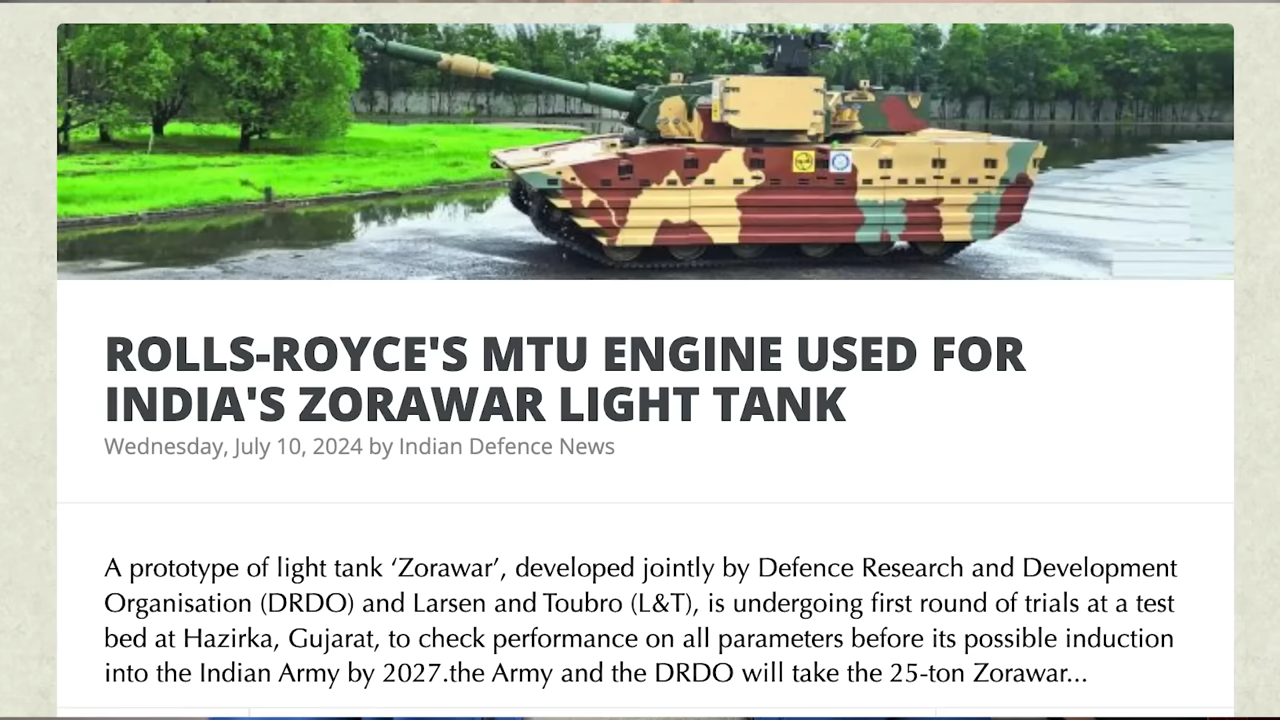 ROLLS-ROYCE'S MTU ENGINE USED FOR
INDIA'S ZORAWAR LIGHT TANK
Wednesday, July 10, 2024 by Indian Defence News
A prototype of light tank ‘Zorawar’, developed jointly by Defence Research and Development
Organisation (DRDO) and Larsen and Toubro (L&T), is undergoing first round of trials at a test
bed at Hazirka, Gujarat, to check performance on all parameters before its possible induction
into the Indian Army by 2027.the Army and the DRDO will take the 25-ton Zorawar...